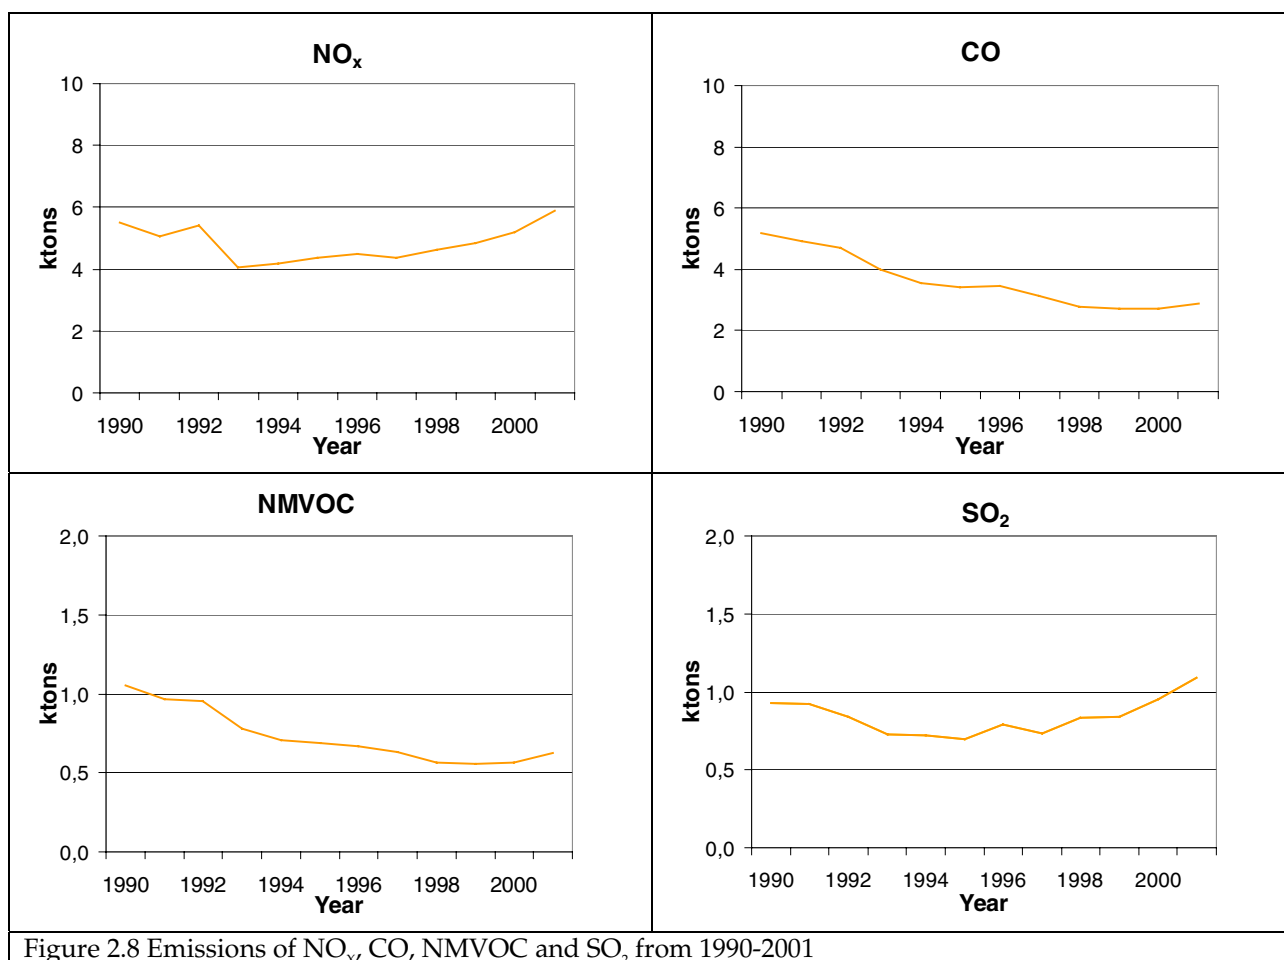 NOx
10
8
6
4
2
0
ktons
1990 1992 1994 1996 1998 2000
Year
CO
10
8
6
4
2
0
ktons
1990 1992 1994 1996 1998 2000
Year
NMVOC
2,0
1,5
1,0
0,5
0,0
ktons
1990 1992 1994 1996 1998 2000
Year
SO2
2,0
1,5
1,0
0,5
0,0
ktons
1990 1992 1994 1996 1998 2000
Year
Figure 2.8 Emissions of NOx, CO, NMVOC and SO2 from 1990-2001